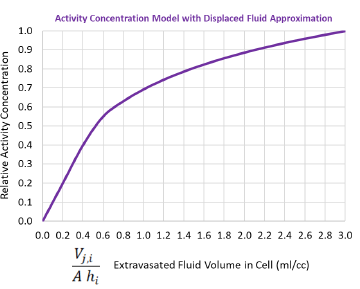 Activity Concentration Model with Displaced Fluid Approximation
Relative Activity Concentration
1.0
0.9
0.8
0.7
0.6
0.5
0.4
0.3
0.2
0.1
0.0
0.0 0.2 0.4 0.6 0.8 1.0 1.2 1.4 1.6 1.8 2.0 2.2 2.4 2.6 2.8 3.0
V_{j,i}
A h_i
Extravasated Fluid Volume in Cell (ml/cc)